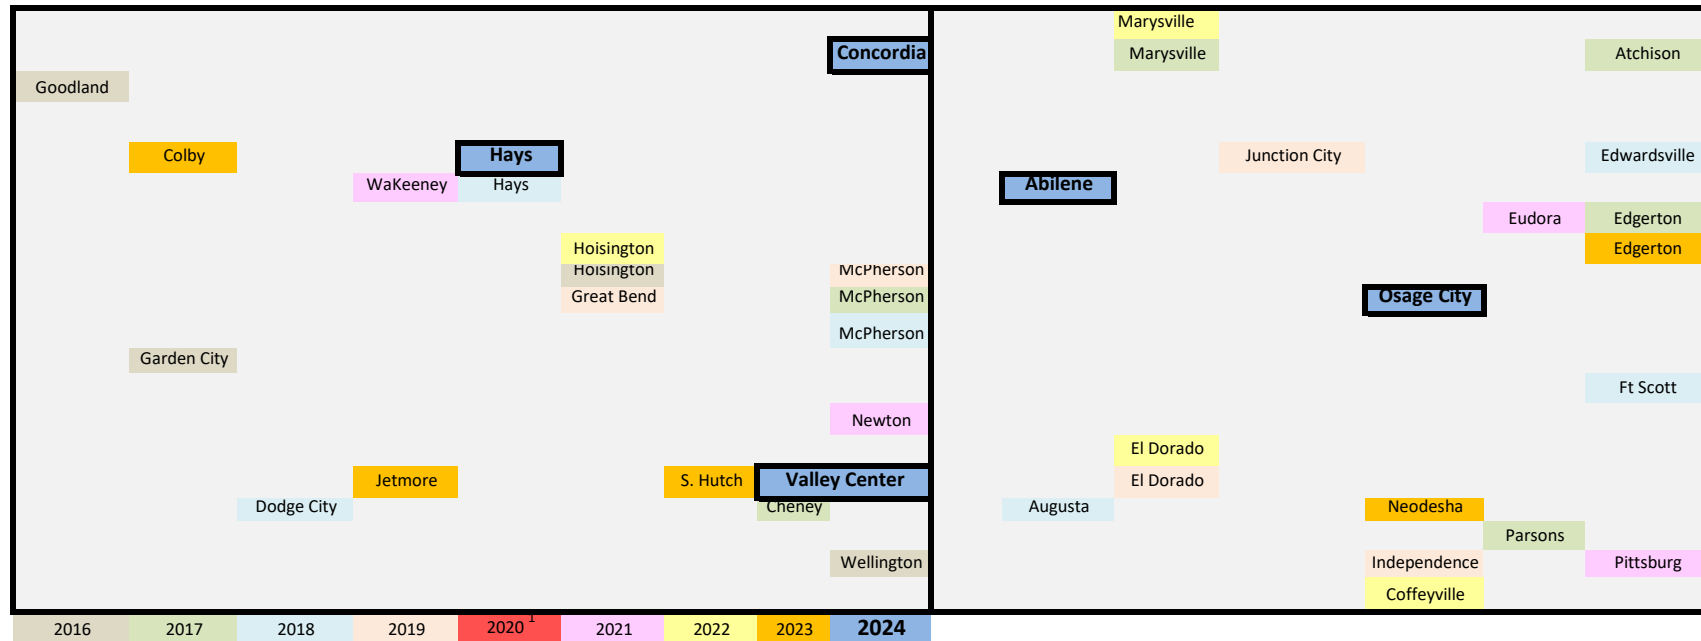 Marysville
Concordia Marysville Atchison
Goodland
Colby Hays Junction City Edwardsville
WaKeeney Hays Abilene
Eudora Edgerton
Hoisington Edgerton
Hoisington McPherson
Great Bend McPherson Osage City
McPherson
Garden City
Ft Scott
Newton
El Dorado
Jetmore S. Hutch Valley Center El Dorado
Dodge City Cheney Augusta Neodesha
Parsons
Wellington Independence Pittsburg
Coffeyville
2016 2017 2018 2019 2020 1 2021 2022 2023 2024